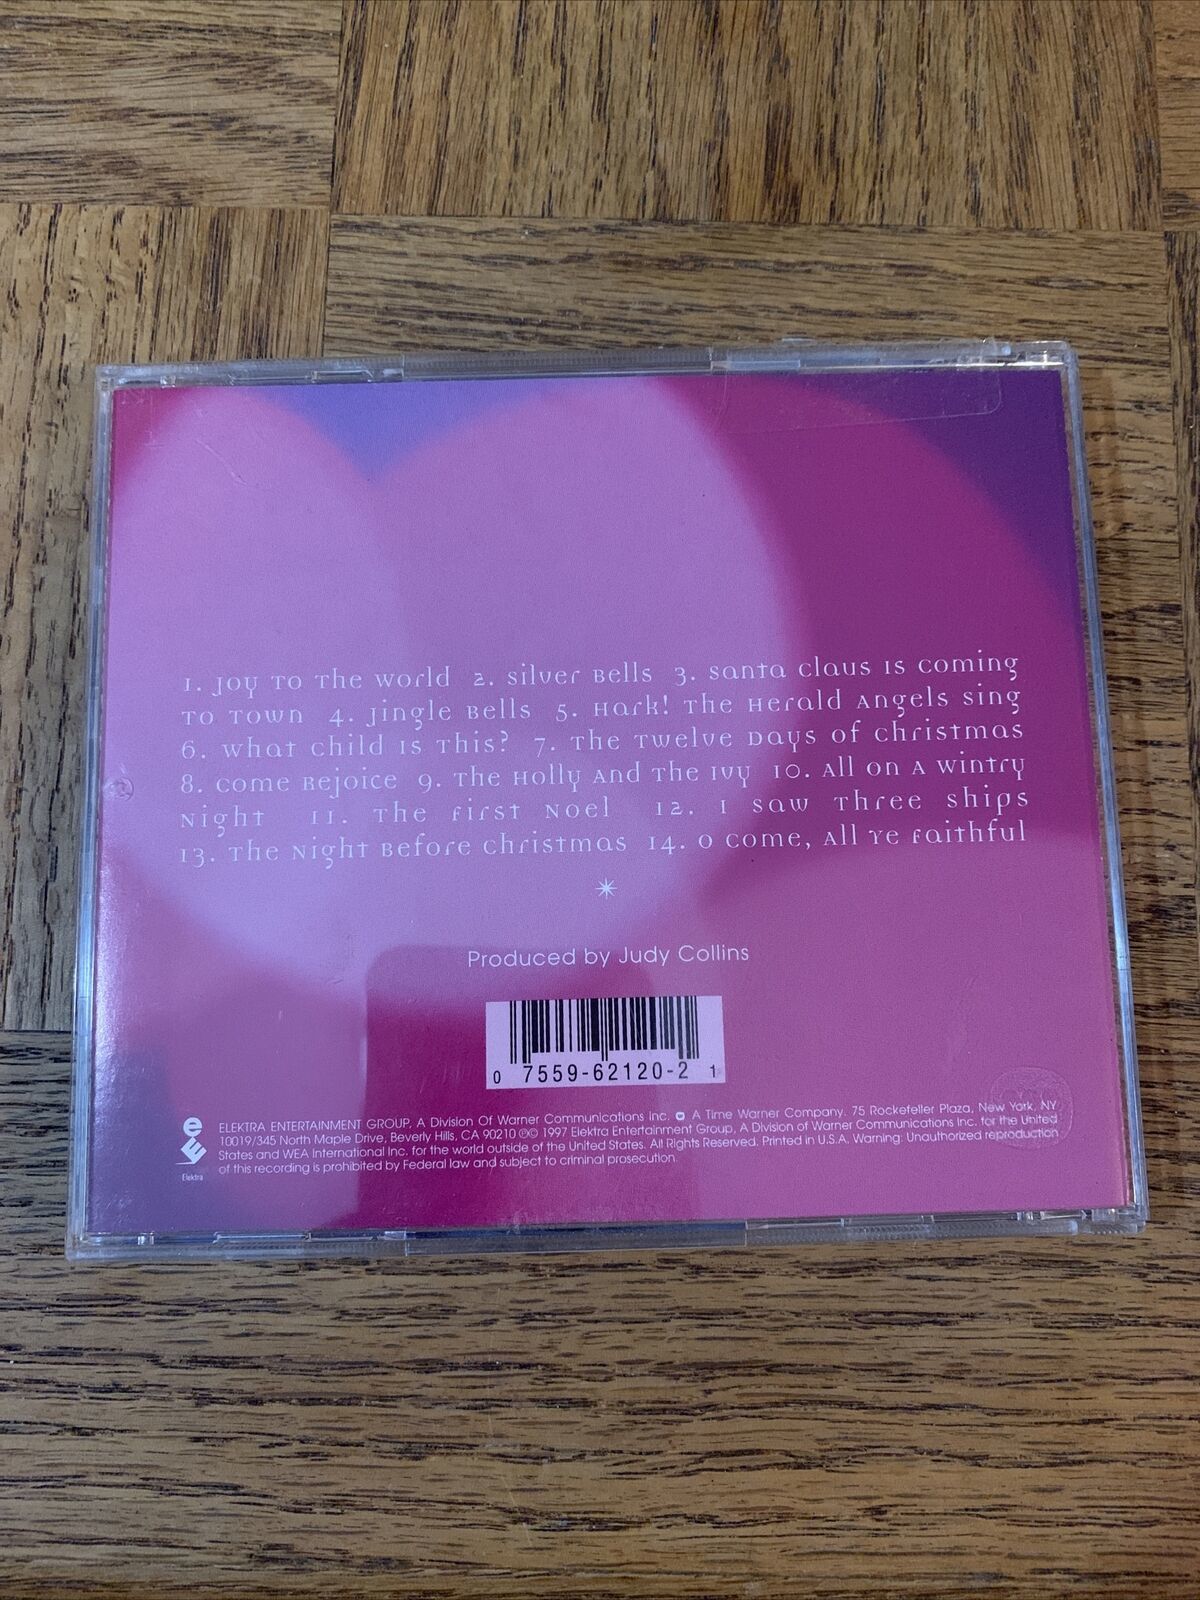 1. Joy To The World 2. Silver Bells 3. Santa Claus Is Coming
To Town 4. Jingle Bells 5. Hark! The Herald Angels Sing
6. What Child Is This? 7. The Twelve Days of Christmas
8. Come Rejoice 9. The Holly And The Ivy 10. All On A Wintry
Night 11. The First Noel 12. I Saw Three Ships
13. The Night Before Christmas 14. O Come, All Ye Faithful
Produced by Judy Collins
0 7559-62120-2 1
ELEKTRA ENTERTAINMENT GROUP, A Division Of Warner Communications Inc. A Time Warner Company. 75 Rockefeller Plaza, New York, NY
10019/345 North Maple Drive, Beverly Hills, CA 90210 ℗© 1997 Elektra Entertainment Group, A Division of Warner Communications Inc. for the United
States and WEA International Inc. for the world outside of the United States. All Rights Reserved. Printed in U.S.A. Warning: Unauthorized reproduction
of this recording is prohibited by Federal law and subject to criminal prosecution.
Elektra